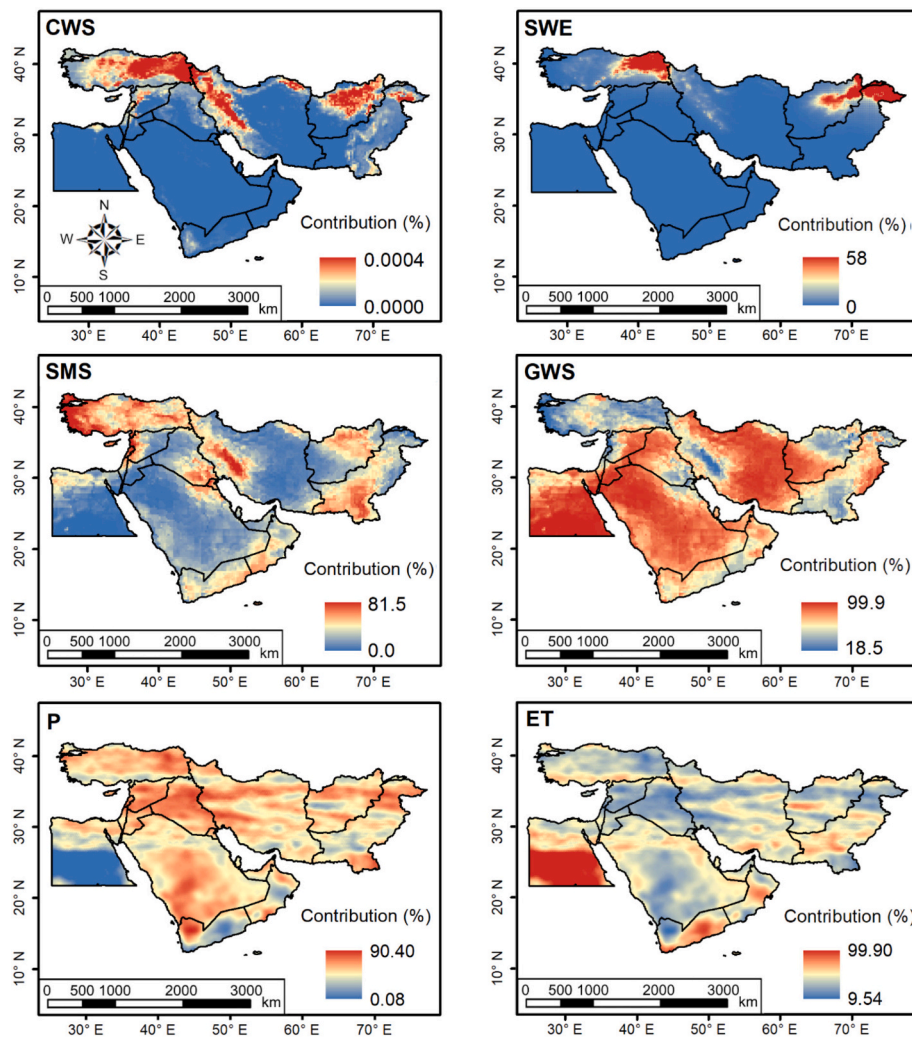 CWS
40° N
30° N
20° N
10° N
N
W E
S
Contribution (%)
0.0004
0.0000
0 500 1000 2000 3000
km
30° E 40° E 50° E 60° E 70° E
SWE
40° N
30° N
20° N
10° N
Contribution (%)
58
0
0 500 1000 2000 3000
km
30° E 40° E 50° E 60° E 70° E
SMS
40° N
30° N
20° N
10° N
Contribution (%)
81.5
0.0
0 500 1000 2000 3000
km
30° E 40° E 50° E 60° E 70° E
GWS
40° N
30° N
20° N
10° N
Contribution (%)
99.9
18.5
0 500 1000 2000 3000
km
30° E 40° E 50° E 60° E 70° E
P
40° N
30° N
20° N
10° N
Contribution (%)
90.40
0.08
0 500 1000 2000 3000
km
30° E 40° E 50° E 60° E 70° E
ET
40° N
30° N
20° N
10° N
Contribution (%)
99.90
9.54
0 500 1000 2000 3000
km
30° E 40° E 50° E 60° E 70° E